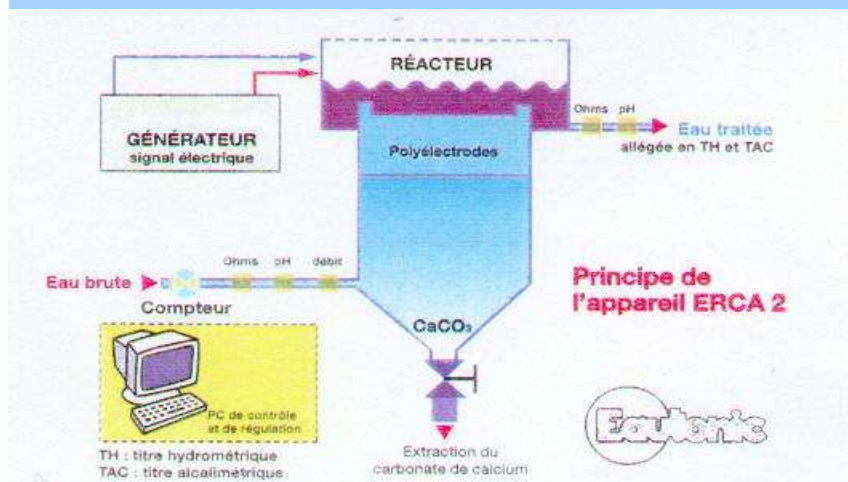 RÉACTEUR
GÉNÉRATEUR
signal électrique
Polyélectrodes
Ohms pH
Eau traitée
allégée en TH et TAC
Eau brute
Ohms pH débit
Compteur
Principe de
l'appareil ERCA 2
CaCO₃
PC de contrôle
et de régulation
TH : titre hydrométrique
TAC : titre alcalimétrique
Extraction du
carbonate de calcium
Eautonic